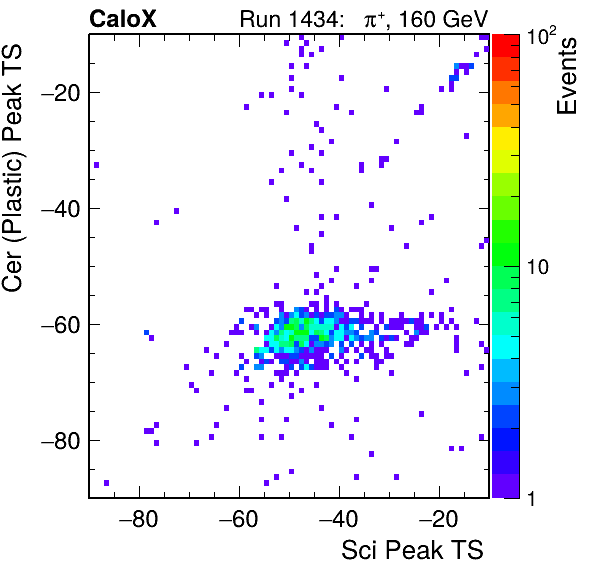 CaloX Run 1434: π⁺, 160 GeV
Cer (Plastic) Peak TS
−20
−40
−60
−80
−80 −60 −40 −20
Sci Peak TS
10²
10
1
Events